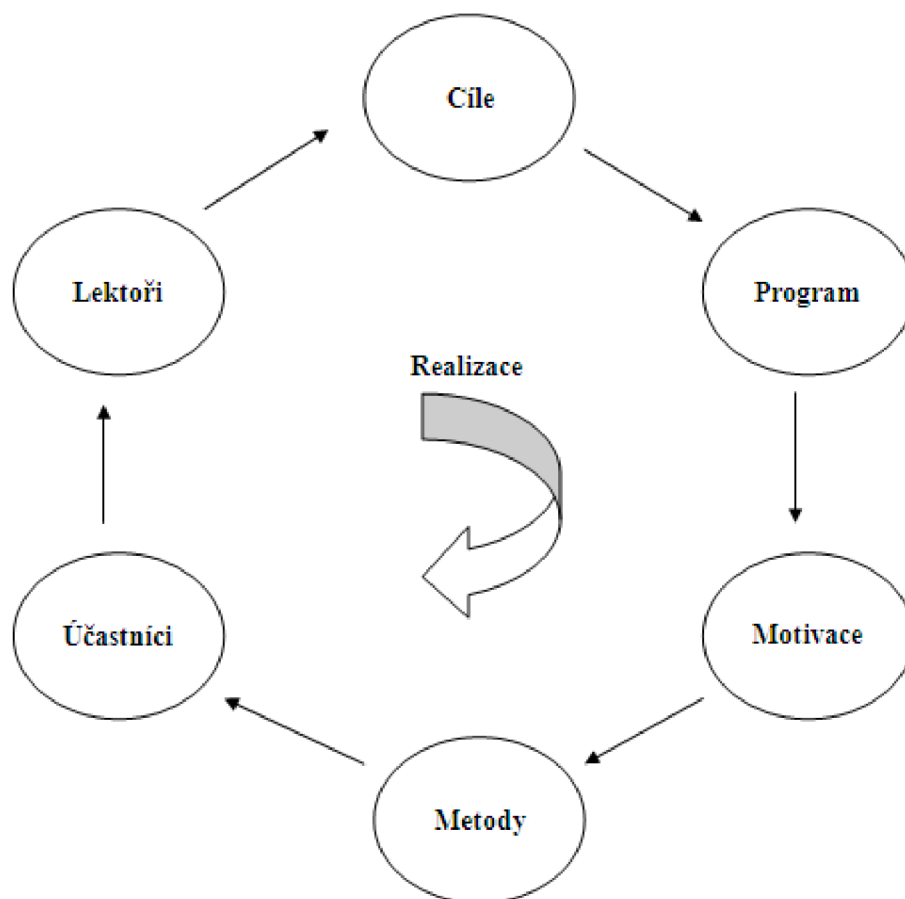 Cíle
Lektoři
Program
Realizace
Účastníci
Motivace
Metody